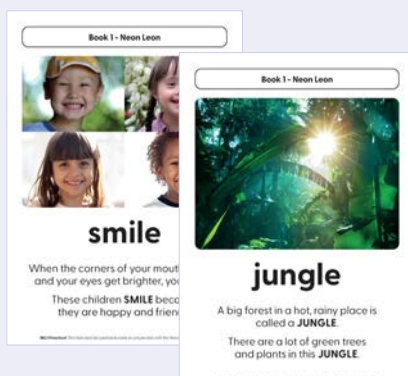 Book 1 - Neon Leon
smile
When the corners of your mout
and your eyes get brighter, yo
These children SMILE beca
they are happy and frien
Book 1 - Neon Leon
jungle
A big forest in a hot, rainy place is
called a JUNGLE.
There are a lot of green trees
and plants in this JUNGLE.